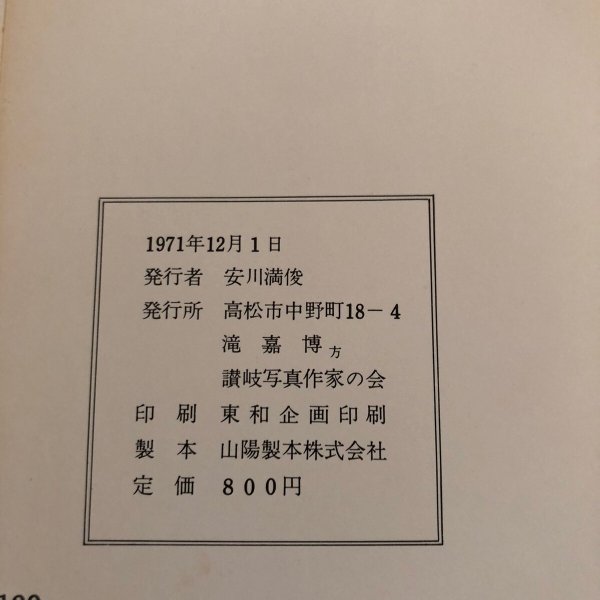 1971年12月1日
発行者 安川満俊
発行所 高松市中野町18－4
滝嘉博方
讃岐写真作家の会
印刷 東和企画印刷
製本 山陽製本株式会社
定価 800円